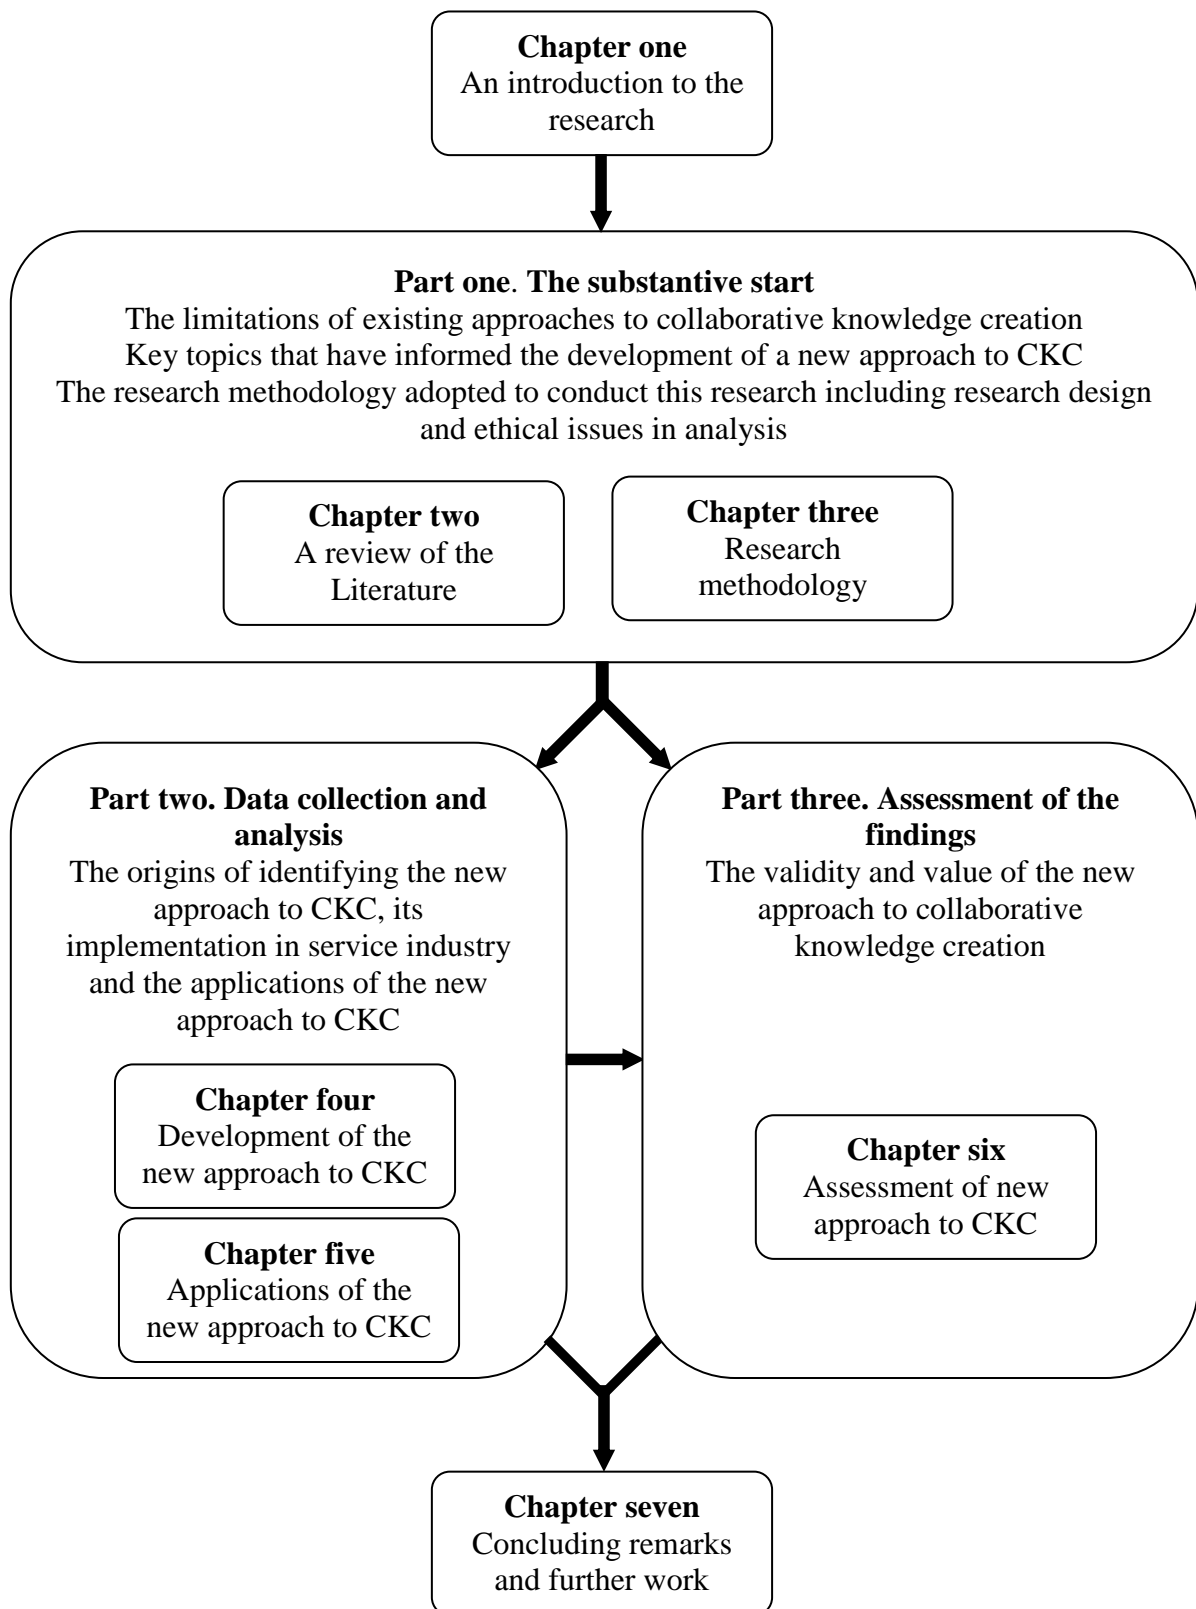 Chapter one
An introduction to the
research
Part one. The substantive start
The limitations of existing approaches to collaborative knowledge creation
Key topics that have informed the development of a new approach to CKC
The research methodology adopted to conduct this research including research design
and ethical issues in analysis
Chapter two
A review of the
Literature
Chapter three
Research
methodology
Part two. Data collection and
analysis
The origins of identifying the new
approach to CKC, its
implementation in service industry
and the applications of the new
approach to CKC
Chapter four
Development of the
new approach to CKC
Chapter five
Applications of the
new approach to CKC
Part three. Assessment of the
findings
The validity and value of the new
approach to collaborative
knowledge creation
Chapter six
Assessment of new
approach to CKC
Chapter seven
Concluding remarks
and further work